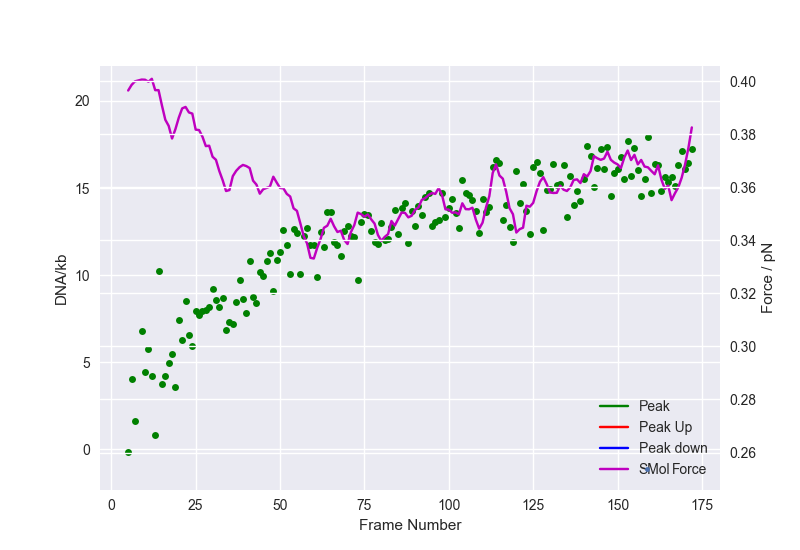 20
15
10
5
0
DNA/kb
0.40
0.38
0.36
0.34
0.32
0.30
0.28
0.26
Force / pN
Peak
Peak Up
Peak down
SMol Force
0 25 50 75 100 125 150 175
Frame Number